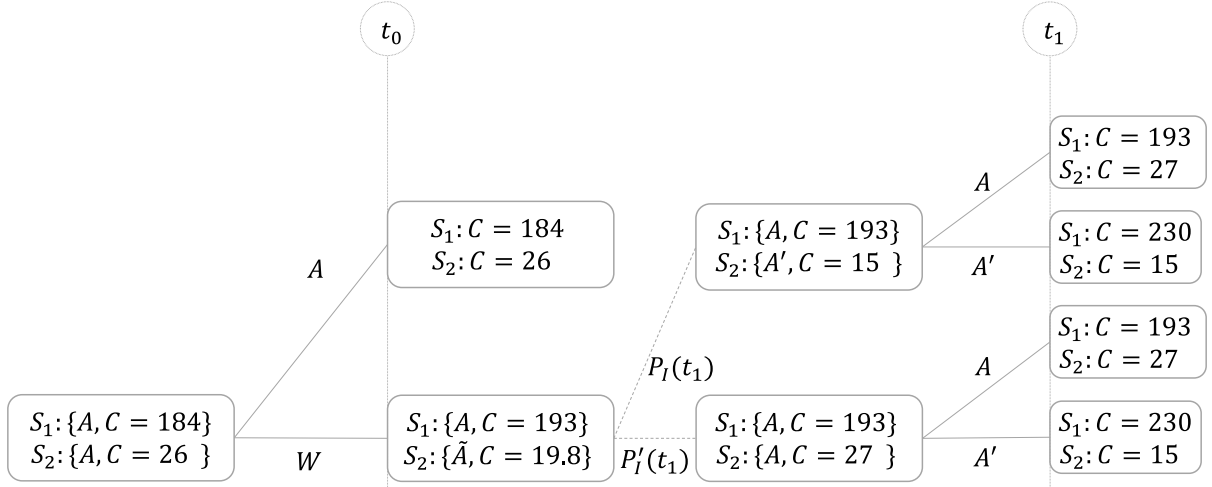 t₀
t₁
S₁: C = 193
S₂: C = 27
A
S₁: C = 184
S₂: C = 26
S₁: {A, C = 193}
S₂: {A′, C = 15 }
S₁: C = 230
S₂: C = 15
A
A′
S₁: C = 193
S₂: C = 27
P_I(t₁)
A
S₁: {A, C = 184}
S₂: {A, C = 26 }
S₁: {A, C = 193}
S₂: {Ã, C = 19.8}
S₁: {A, C = 193}
S₂: {A, C = 27 }
S₁: C = 230
S₂: C = 15
W
P′_I(t₁)
A′